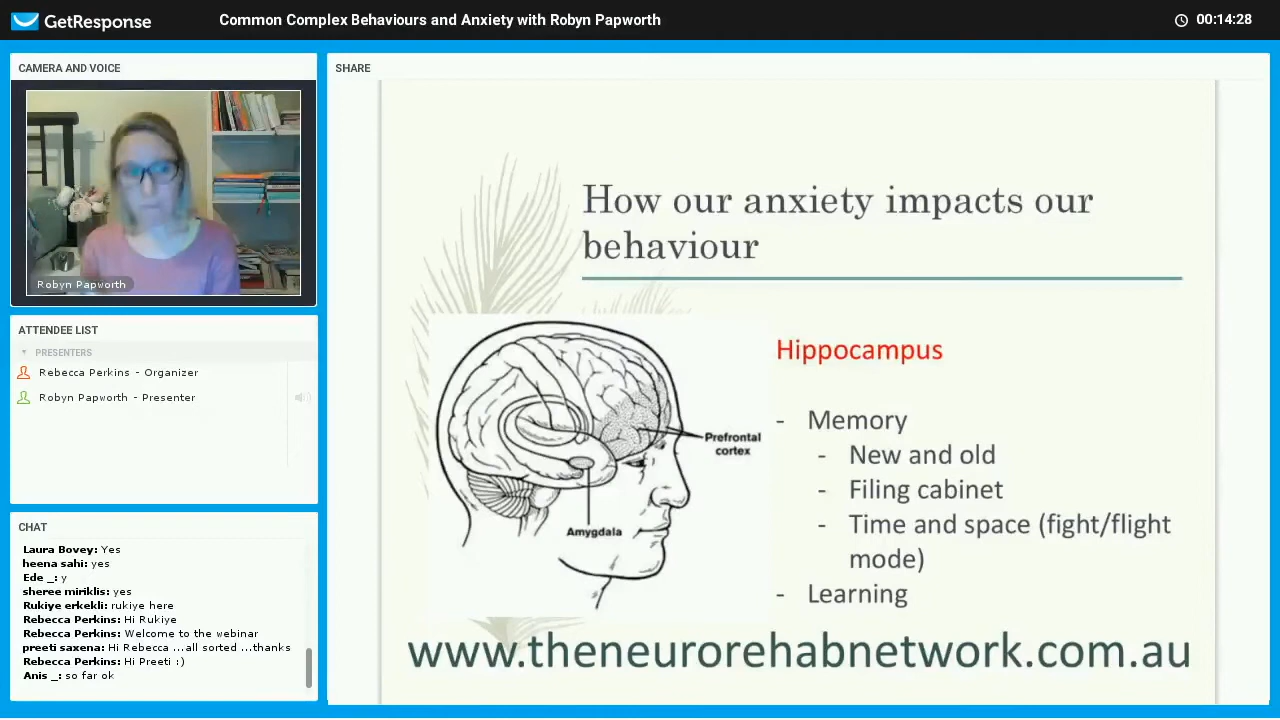 GetResponse
Common Complex Behaviours and Anxiety with Robyn Papworth
00:14:28
CAMERA AND VOICE
Robyn Papworth
ATTENDEE LIST
PRESENTERS
Rebecca Perkins - Organizer
Robyn Papworth - Presenter
CHAT
Laura Bovey: Yes
heena sahi: yes
Ede _: y
sheree miriklis: yes
Rukiye erkekli: rukiye here
Rebecca Perkins: Hi Rukiye
Rebecca Perkins: Welcome to the webinar
preeti saxena: Hi Rebecca ...all sorted ...thanks
Rebecca Perkins: Hi Preeti :)
Anis _: so far ok
SHARE
How our anxiety impacts our
behaviour
Prefrontal
cortex
Amygdala
Hippocampus
- Memory
- New and old
- Filing cabinet
- Time and space (fight/flight
mode)
- Learning
www.theneurorehabnetwork.com.au